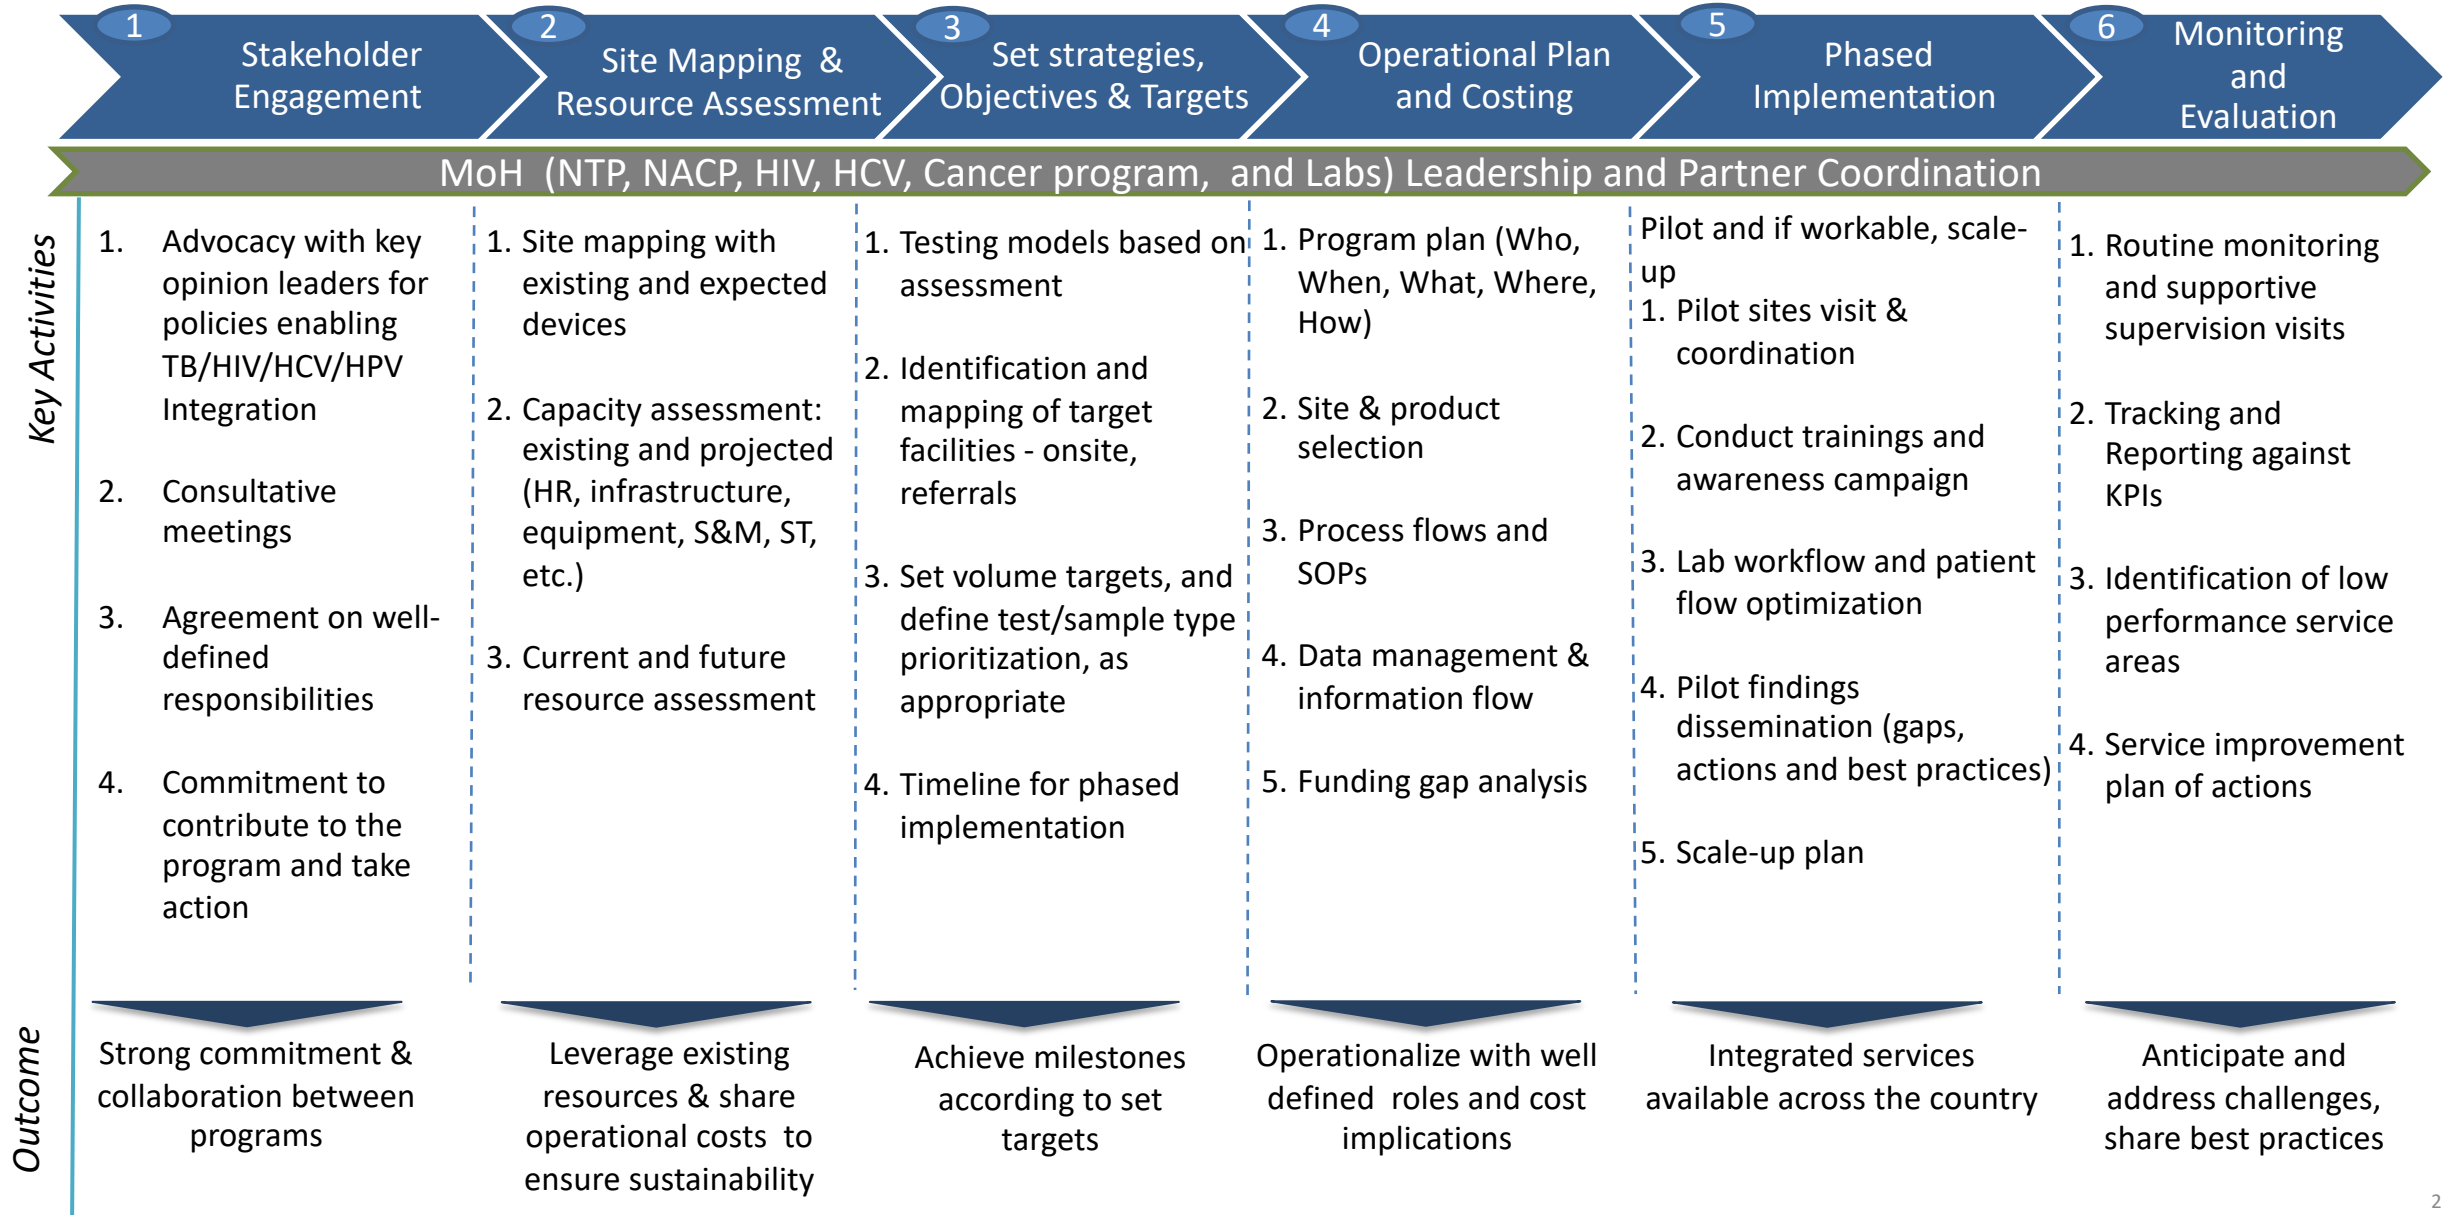 1
Stakeholder
Engagement
2
Site Mapping &
Resource Assessment
3
Set strategies,
Objectives & Targets
4
Operational Plan
and Costing
5
Phased
Implementation
6
Monitoring
and
Evaluation
MoH (NTP, NACP, HIV, HCV, Cancer program, and Labs) Leadership and Partner Coordination
Key Activities
1. Advocacy with key
opinion leaders for
policies enabling
TB/HIV/HCV/HPV
Integration
2. Consultative
meetings
3. Agreement on well-
defined
responsibilities
4. Commitment to
contribute to the
program and take
action
1. Site mapping with
existing and expected
devices
2. Capacity assessment:
existing and projected
(HR, infrastructure,
equipment, S&M, ST,
etc.)
3. Current and future
resource assessment
1. Testing models based on
assessment
2. Identification and
mapping of target
facilities - onsite,
referrals
3. Set volume targets, and
define test/sample type
prioritization, as
appropriate
4. Timeline for phased
implementation
1. Program plan (Who,
When, What, Where,
How)
2. Site & product
selection
3. Process flows and
SOPs
4. Data management &
information flow
5. Funding gap analysis
Pilot and if workable, scale-
up
1. Pilot sites visit &
coordination
2. Conduct trainings and
awareness campaign
3. Lab workflow and patient
flow optimization
4. Pilot findings
dissemination (gaps,
actions and best practices)
5. Scale-up plan
1. Routine monitoring
and supportive
supervision visits
2. Tracking and
Reporting against
KPIs
3. Identification of low
performance service
areas
4. Service improvement
plan of actions
Outcome
Strong commitment &
collaboration between
programs
Leverage existing
resources & share
operational costs to
ensure sustainability
Achieve milestones
according to set
targets
Operationalize with well
defined roles and cost
implications
Integrated services
available across the country
Anticipate and
address challenges,
share best practices
2